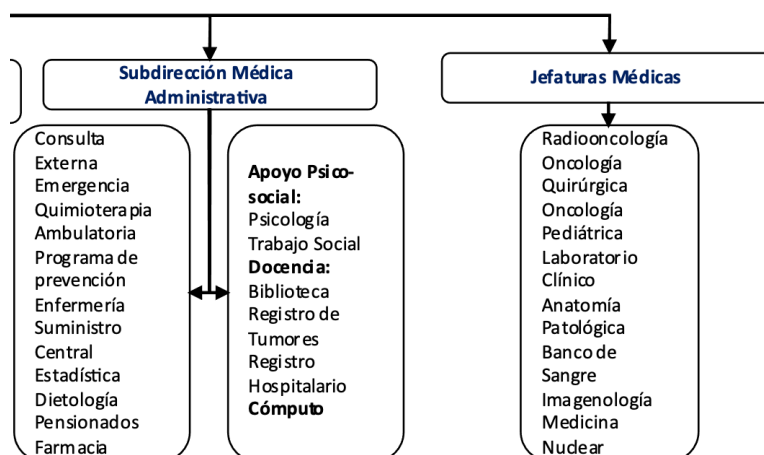 Subdirección Médica
Administrativa
Jefaturas Médicas
Consulta
Externa
Emergencia
Quimioterapia
Ambulatoria
Programa de
prevención
Enfermería
Suministro
Central
Estadística
Dietología
Pensionados
Farmacia
Apoyo Psico-
social:
Psicología
Trabajo Social
Docencia:
Biblioteca
Registro de
Tumores
Registro
Hospitalario
Cómputo
Radiooncología
Oncología
Quirúrgica
Oncología
Pediátrica
Laboratorio
Clínico
Anatomía
Patológica
Banco de
Sangre
Imagenología
Medicina
Nuclear